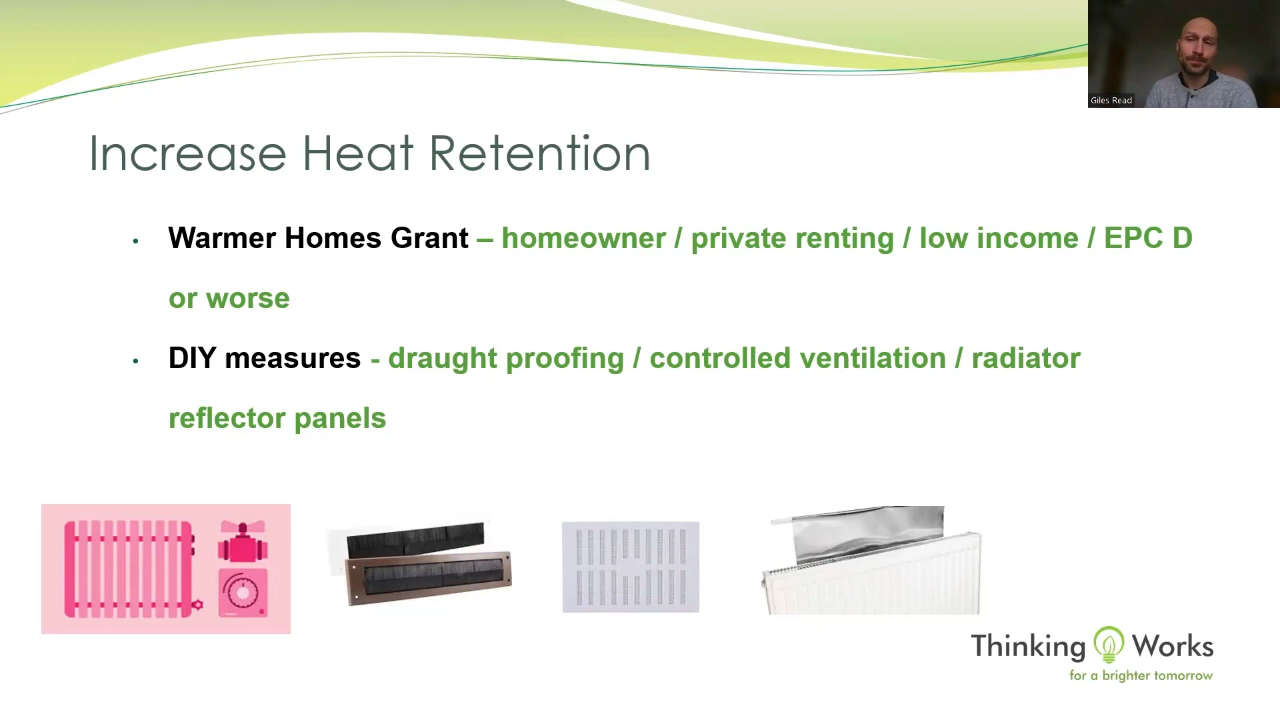 Giles Read
Increase Heat Retention
• Warmer Homes Grant – homeowner / private renting / low income / EPC D
or worse
• DIY measures - draught proofing / controlled ventilation / radiator
reflector panels
Thinking Works
for a brighter tomorrow